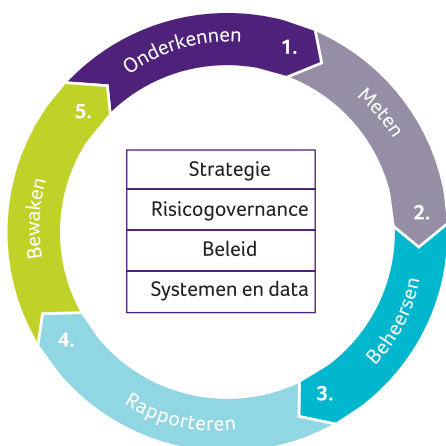 Onderkennen
1.
Meten
2.
Beheersen
3.
Rapporteren
4.
Bewaken
5.
Strategie
Risicogovernance
Beleid
Systemen en data